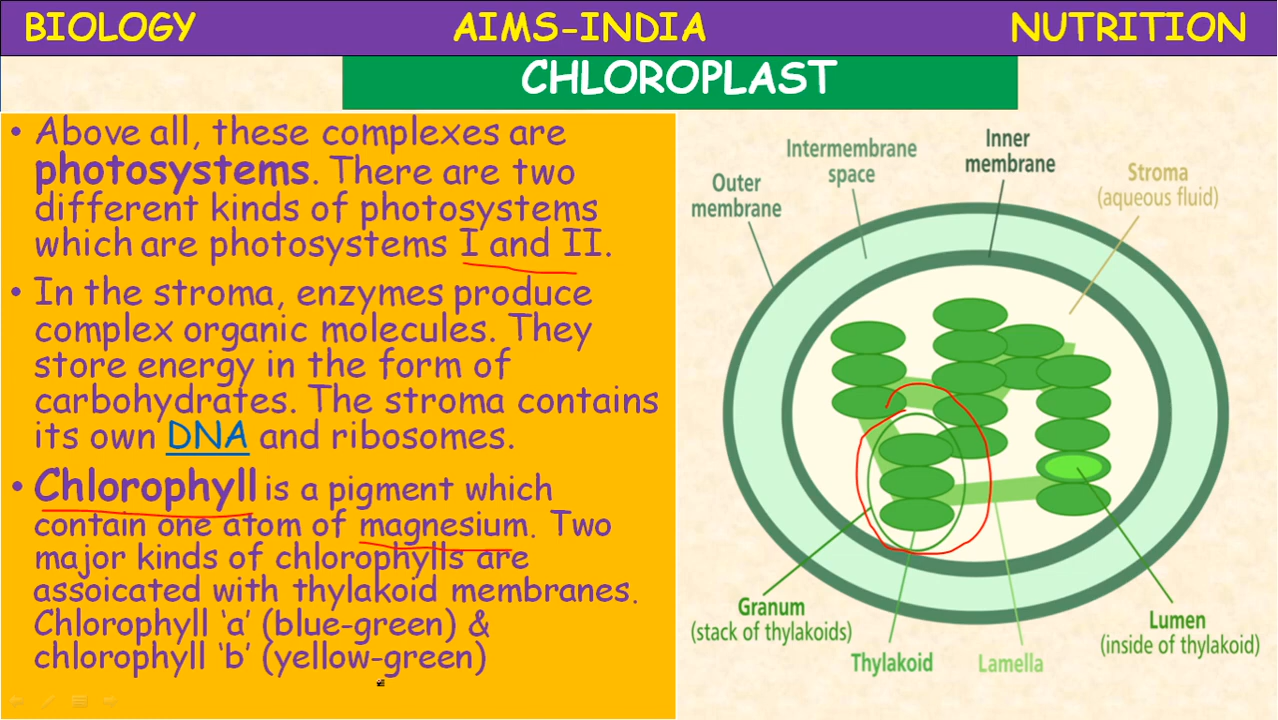 BIOLOGY AIMS-INDIA NUTRITION
CHLOROPLAST
• Above all, these complexes are
photosystems. There are two
different kinds of photosystems
which are photosystems I and II.
• In the stroma, enzymes produce
complex organic molecules. They
store energy in the form of
carbohydrates. The stroma contains
its own DNA and ribosomes.
• Chlorophyll is a pigment which
contain one atom of magnesium. Two
major kinds of chlorophylls are
assoicated with thylakoid membranes.
Chlorophyll ‘a’ (blue-green) &
chlorophyll ‘b’ (yellow-green)
Outer
membrane
Intermembrane
space
Inner
membrane
Stroma
(aqueous fluid)
Granum
(stack of thylakoids)
Thylakoid
Lamella
Lumen
(inside of thylakoid)